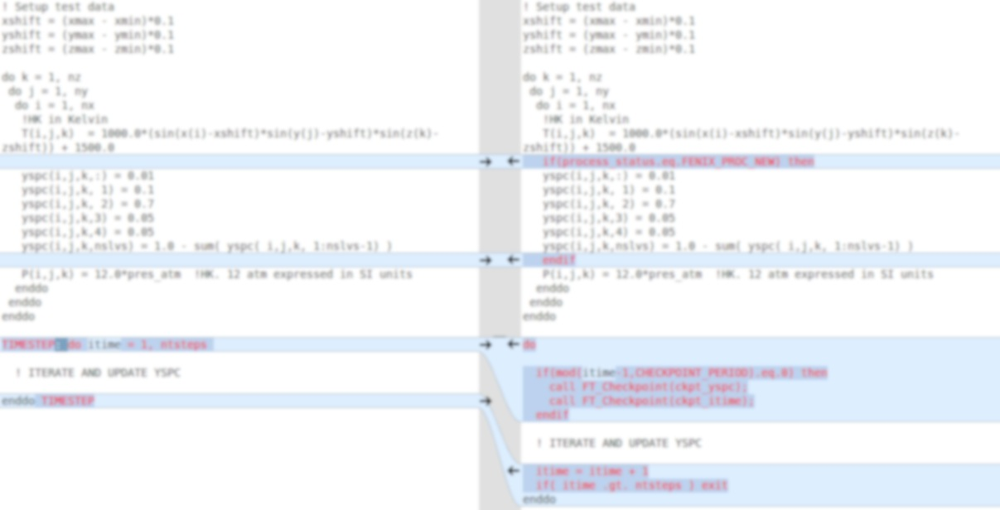 ! Setup test data
xshift = (xmax - xmin)*0.1
yshift = (ymax - ymin)*0.1
zshift = (zmax - zmin)*0.1
do k = 1, nz
do j = 1, ny
do i = 1, nx
!HK in Kelvin
T(i,j,k)  = 1000.0*(sin(x(i)-xshift)*sin(y(j)-yshift)*sin(z(k)-
zshift)) + 1500.0
yspc(i,j,k,:) = 0.01
yspc(i,j,k, 1) = 0.1
yspc(i,j,k, 2) = 0.7
yspc(i,j,k,3) = 0.05
yspc(i,j,k,4) = 0.05
yspc(i,j,k,nslvs) = 1.0 - sum( yspc( i,j,k, 1:nslvs-1) )
P(i,j,k) = 12.0*pres_atm  !HK. 12 atm expressed in SI units
enddo
enddo
enddo
TIMESTEP: do itime = 1, ntsteps
! ITERATE AND UPDATE YSPC
enddo TIMESTEP
! Setup test data
xshift = (xmax - xmin)*0.1
yshift = (ymax - ymin)*0.1
zshift = (zmax - zmin)*0.1
do k = 1, nz
do j = 1, ny
do i = 1, nx
!HK in Kelvin
T(i,j,k)  = 1000.0*(sin(x(i)-xshift)*sin(y(j)-yshift)*sin(z(k)-
zshift)) + 1500.0
if(process_status.eq.FENIX_PROC_NEW) then
yspc(i,j,k,:) = 0.01
yspc(i,j,k, 1) = 0.1
yspc(i,j,k, 2) = 0.7
yspc(i,j,k,3) = 0.05
yspc(i,j,k,4) = 0.05
yspc(i,j,k,nslvs) = 1.0 - sum( yspc( i,j,k, 1:nslvs-1) )
endif
P(i,j,k) = 12.0*pres_atm  !HK. 12 atm expressed in SI units
enddo
enddo
enddo
do
if(mod(itime-1,CHECKPOINT_PERIOD).eq.0) then
call FT_Checkpoint(ckpt_yspc);
call FT_Checkpoint(ckpt_itime);
endif
! ITERATE AND UPDATE YSPC
itime = itime + 1
if( itime .gt. ntsteps ) exit
enddo